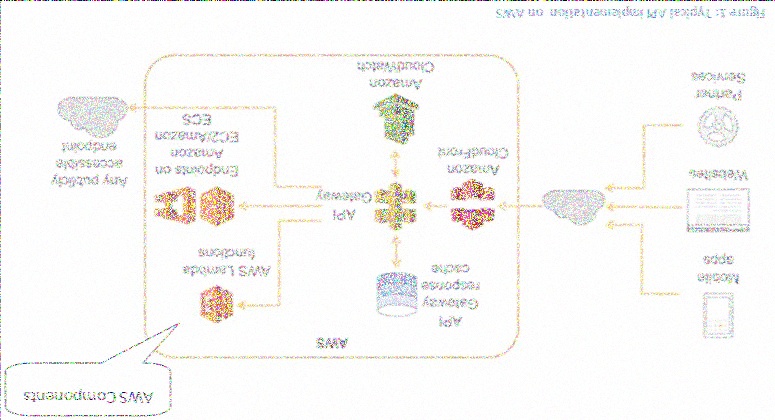 AWS Components
AWS
Mobile
apps
API
Gateway
response
cache
AWS Lambda
functions
Websites
Amazon
CloudFront
API
Gateway
Endpoints on
Amazon
EC2/Amazon
ECS
Any publicly
accessible
endpoint
Partner
Services
Amazon
CloudWatch
Figure 1: Typical API implementation on AWS